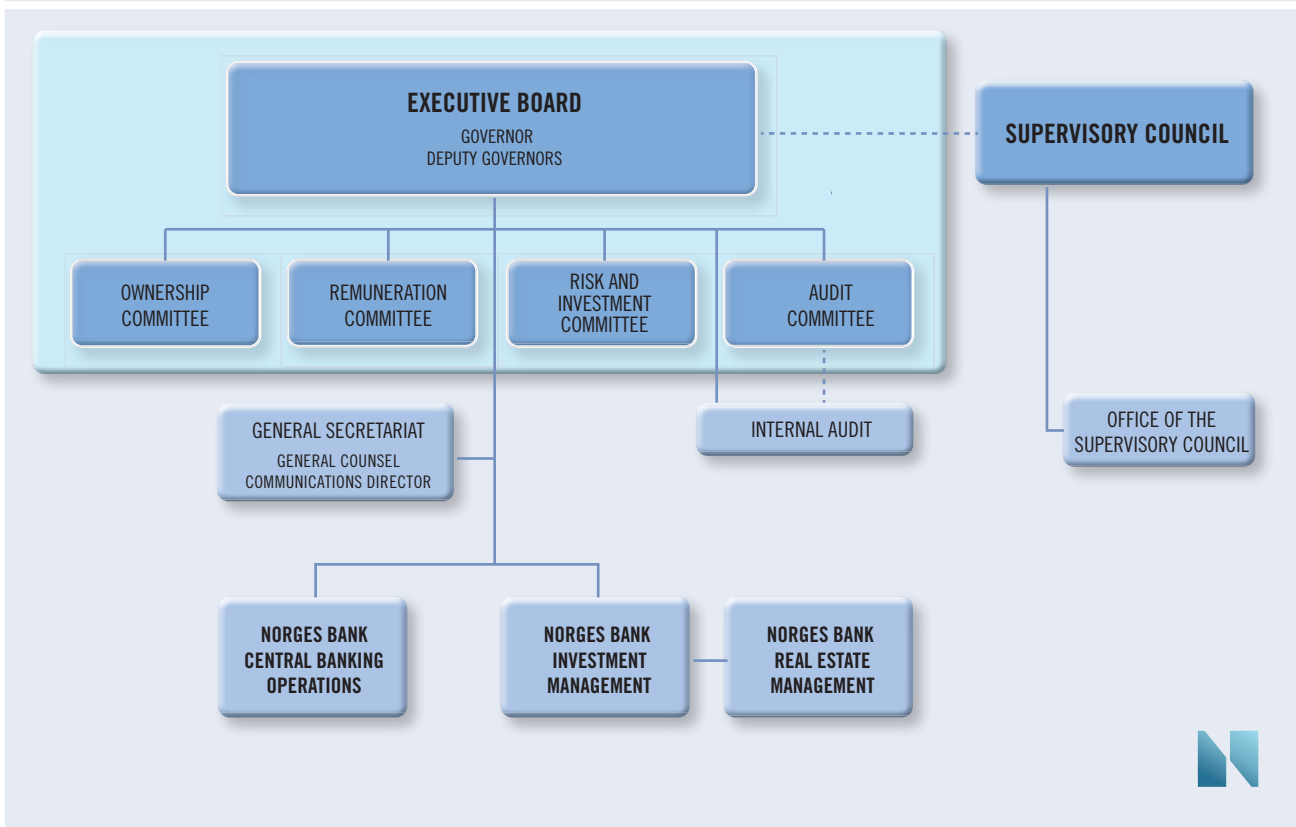 EXECUTIVE BOARD
GOVERNOR
DEPUTY GOVERNORS
SUPERVISORY COUNCIL
OWNERSHIP
COMMITTEE
REMUNERATION
COMMITTEE
RISK AND
INVESTMENT
COMMITTEE
AUDIT
COMMITTEE
GENERAL SECRETARIAT
GENERAL COUNSEL
COMMUNICATIONS DIRECTOR
INTERNAL AUDIT
OFFICE OF THE
SUPERVISORY COUNCIL
NORGES BANK
CENTRAL BANKING
OPERATIONS
NORGES BANK
INVESTMENT
MANAGEMENT
NORGES BANK
REAL ESTATE
MANAGEMENT